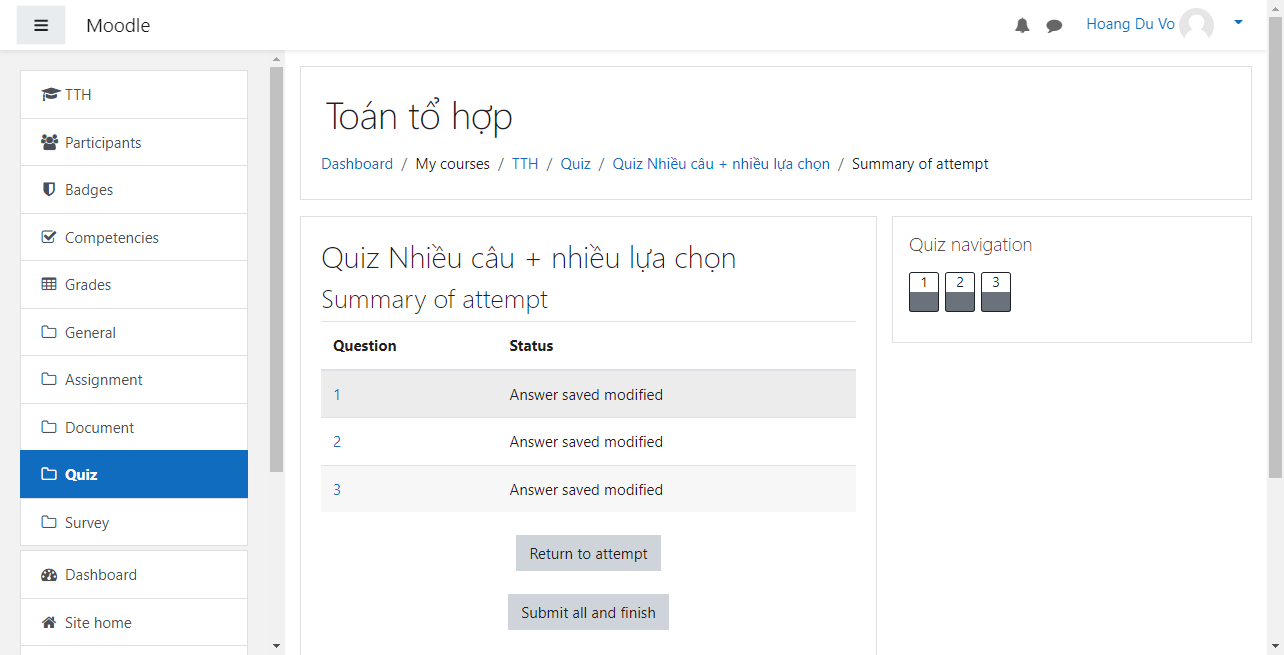 Moodle
Hoang Du Vo
TTH
Participants
Badges
Competencies
Grades
General
Assignment
Document
Quiz
Survey
Dashboard
Site home
Toán tổ hợp
Dashboard / My courses / TTH / Quiz / Quiz Nhiều câu + nhiều lựa chọn / Summary of attempt
Quiz Nhiều câu + nhiều lựa chọn
Summary of attempt
Question Status
1 Answer saved modified
2 Answer saved modified
3 Answer saved modified
Return to attempt
Submit all and finish
Quiz navigation
1 2 3